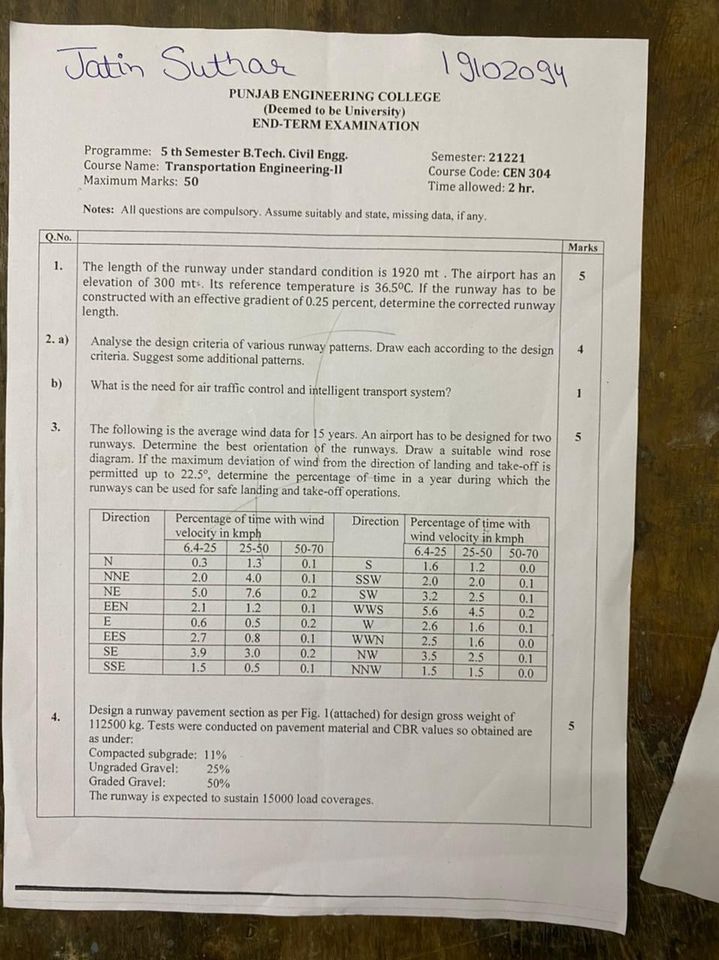 Jatin Suthar 19102094
PUNJAB ENGINEERING COLLEGE
(Deemed to be University)
END-TERM EXAMINATION
Programme: 5 th Semester B.Tech. Civil Engg. Semester: 21221
Course Name: Transportation Engineering-II Course Code: CEN 304
Maximum Marks: 50 Time allowed: 2 hr.
Notes: All questions are compulsory. Assume suitably and state, missing data, if any.
Q.No. Marks
1. The length of the runway under standard condition is 1920 mt . The airport has an 5
elevation of 300 mts. Its reference temperature is 36.5ºC. If the runway has to be
constructed with an effective gradient of 0.25 percent, determine the corrected runway
length.
2. a) Analyse the design criteria of various runway patterns. Draw each according to the design 4
criteria. Suggest some additional patterns.
b) What is the need for air traffic control and intelligent transport system? 1
3. The following is the average wind data for 15 years. An airport has to be designed for two 5
runways. Determine the best orientation of the runways. Draw a suitable wind rose
diagram. If the maximum deviation of wind from the direction of landing and take-off is
permitted up to 22.5º, determine the percentage of time in a year during which the
runways can be used for safe landing and take-off operations.
Direction Percentage of time with wind Direction Percentage of time with
velocity in kmph wind velocity in kmph
6.4-25 25-50 50-70 6.4-25 25-50 50-70
N 0.3 1.3 0.1 S 1.6 1.2 0.0
NNE 2.0 4.0 0.1 SSW 2.0 2.0 0.1
NE 5.0 7.6 0.2 SW 3.2 2.5 0.1
EEN 2.1 1.2 0.1 WWS 5.6 4.5 0.2
E 0.6 0.5 0.2 W 2.6 1.6 0.1
EES 2.7 0.8 0.1 WWN 2.5 1.6 0.0
SE 3.9 3.0 0.2 NW 3.5 2.5 0.1
SSE 1.5 0.5 0.1 NNW 1.5 1.5 0.0
4. Design a runway pavement section as per Fig. 1(attached) for design gross weight of 5
112500 kg. Tests were conducted on pavement material and CBR values so obtained are
as under:
Compacted subgrade: 11%
Ungraded Gravel: 25%
Graded Gravel: 50%
The runway is expected to sustain 15000 load coverages.